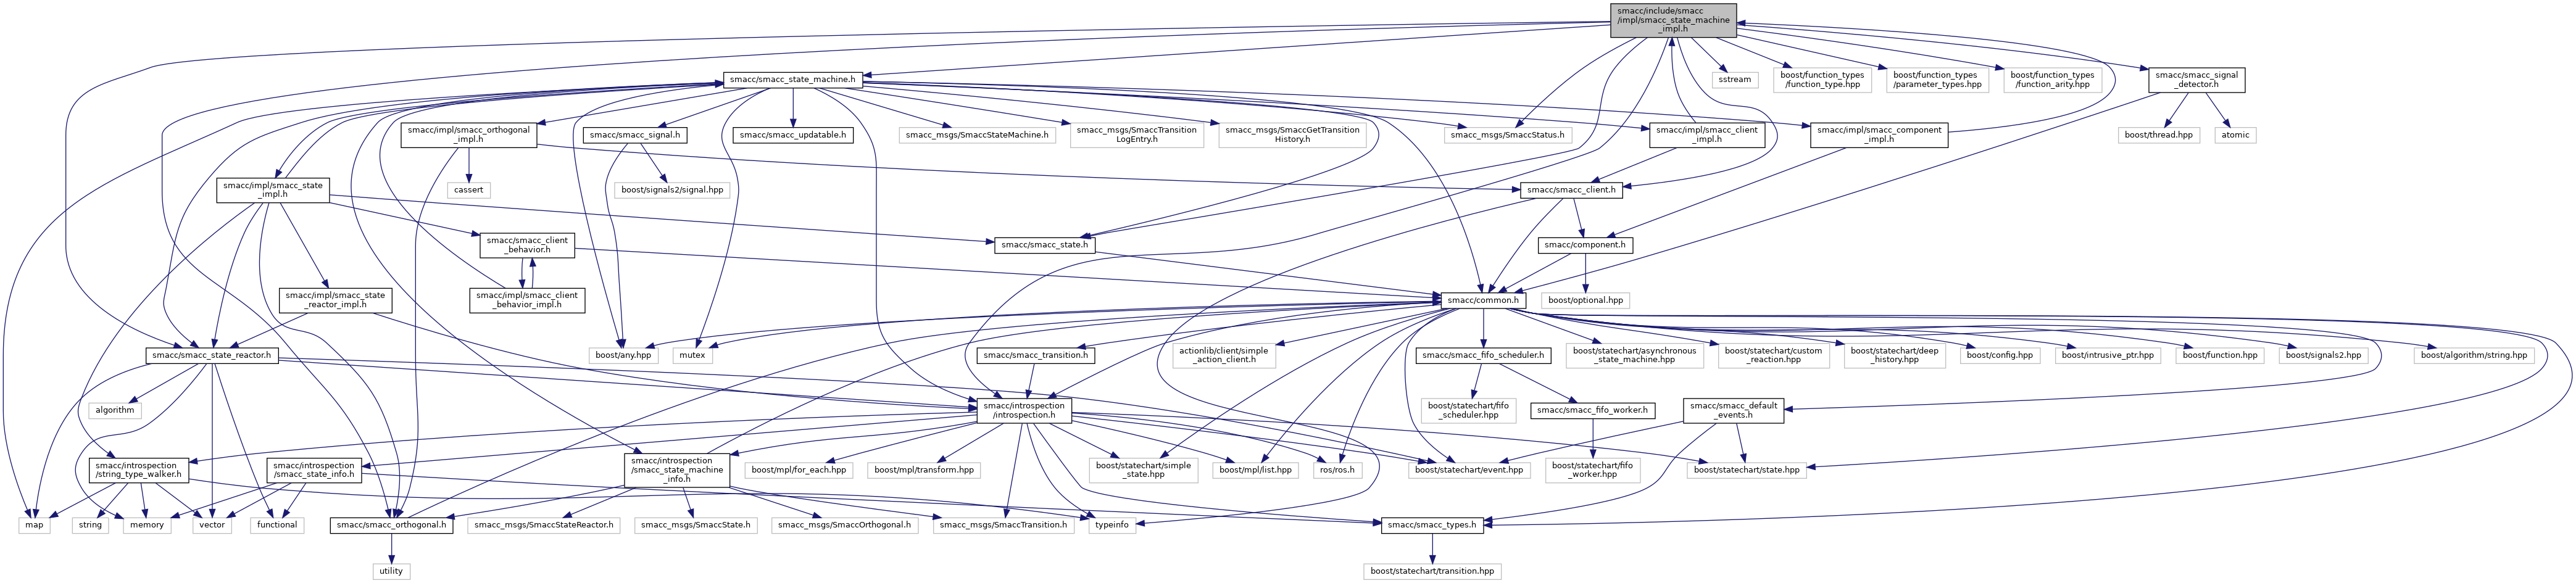 smacc/include/smacc
/impl/smacc_state_machine
_impl.h
smacc/smacc_state_machine.h
sstream
boost/function_types
/function_type.hpp
boost/function_types
/parameter_types.hpp
boost/function_types
/function_arity.hpp
smacc/smacc_signal
_detector.h
smacc/impl/smacc_orthogonal
_impl.h
smacc/smacc_signal.h
smacc/smacc_updatable.h
smacc_msgs/SmaccStateMachine.h
smacc_msgs/SmaccTransition
LogEntry.h
smacc_msgs/SmaccGetTransition
History.h
smacc_msgs/SmaccStatus.h
smacc/impl/smacc_client
_impl.h
smacc/impl/smacc_component
_impl.h
boost/thread.hpp
atomic
smacc/impl/smacc_state
_impl.h
cassert
boost/signals2/signal.hpp
smacc/smacc_client.h
smacc/smacc_client
_behavior.h
smacc/smacc_state.h
smacc/component.h
smacc/impl/smacc_state
_reactor_impl.h
smacc/impl/smacc_client
_behavior_impl.h
smacc/common.h
boost/optional.hpp
smacc/smacc_state_reactor.h
boost/any.hpp
mutex
smacc/smacc_transition.h
actionlib/client/simple
_action_client.h
smacc/smacc_fifo_scheduler.h
boost/statechart/asynchronous
_state_machine.hpp
boost/statechart/custom
_reaction.hpp
boost/statechart/deep
_history.hpp
boost/config.hpp
boost/intrusive_ptr.hpp
boost/function.hpp
boost/signals2.hpp
boost/algorithm/string.hpp
algorithm
smacc/introspection
/introspection.h
boost/statechart/fifo
_scheduler.hpp
smacc/smacc_fifo_worker.h
smacc/smacc_default
_events.h
smacc/introspection
/string_type_walker.h
smacc/introspection
/smacc_state_info.h
smacc/introspection
/smacc_state_machine
_info.h
boost/mpl/for_each.hpp
boost/mpl/transform.hpp
boost/statechart/simple
_state.hpp
boost/mpl/list.hpp
ros/ros.h
boost/statechart/event.hpp
boost/statechart/fifo
_worker.hpp
boost/statechart/state.hpp
map
string
memory
vector
functional
smacc/smacc_orthogonal.h
smacc_msgs/SmaccStateReactor.h
smacc_msgs/SmaccState.h
smacc_msgs/SmaccOrthogonal.h
smacc_msgs/SmaccTransition.h
typeinfo
smacc/smacc_types.h
utility
boost/statechart/transition.hpp